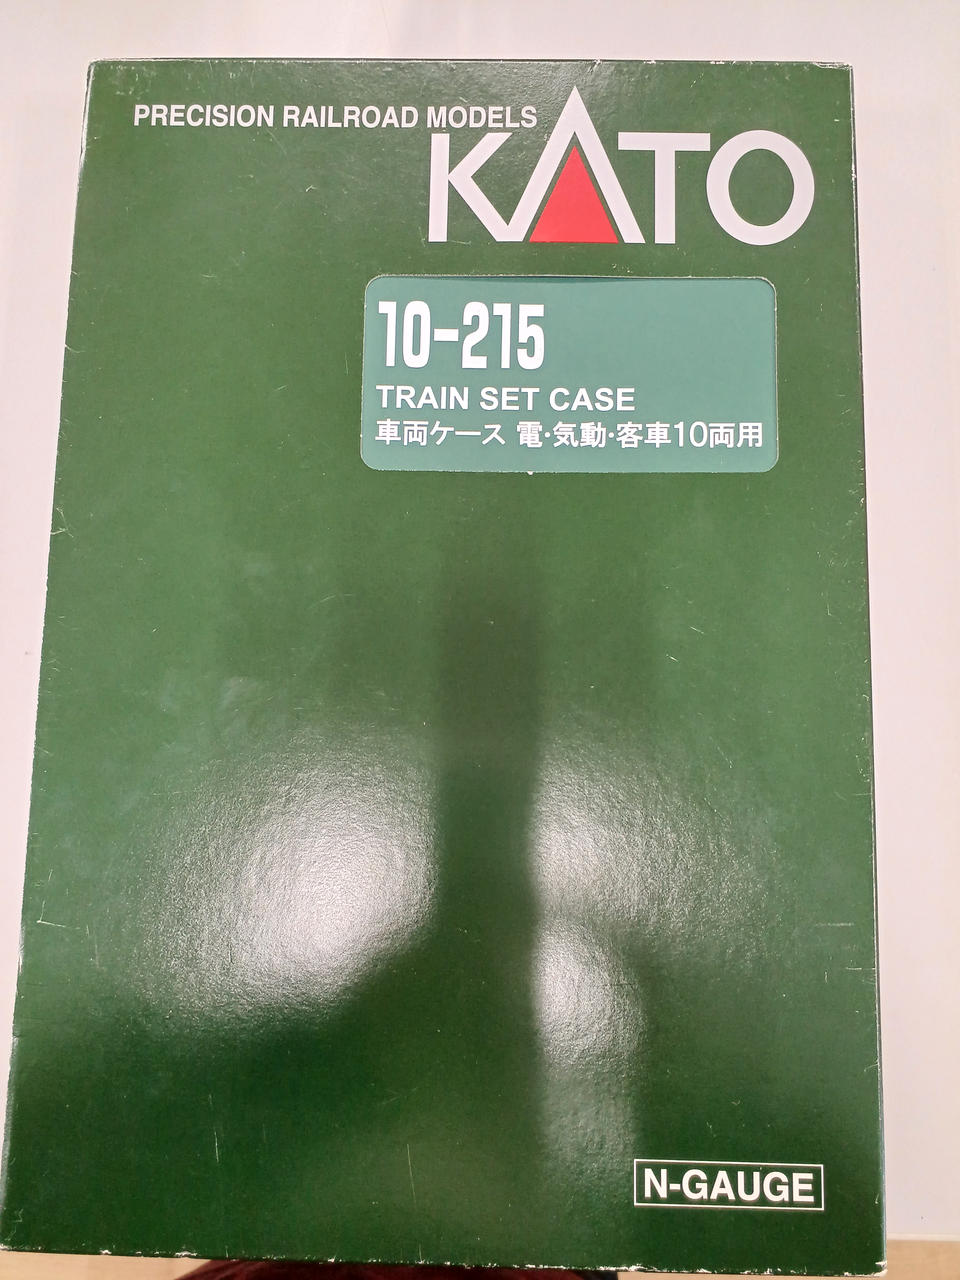 PRECISION RAILROAD MODELS
KATO
10-215
TRAIN SET CASE
車両ケース 電・気動・客車10両用
N-GAUGE